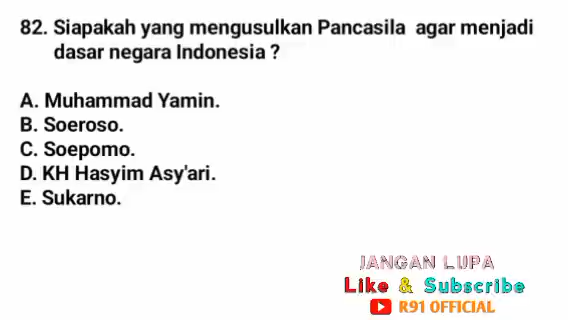 82. Siapakah yang mengusulkan Pancasila agar menjadi
dasar negara Indonesia ?
A. Muhammad Yamin.
B. Soeroso.
C. Soepomo.
D. KH Hasyim Asy'ari.
E. Sukarno.
JANGAN LUPA
Like & Subscribe
R91 OFFICIAL